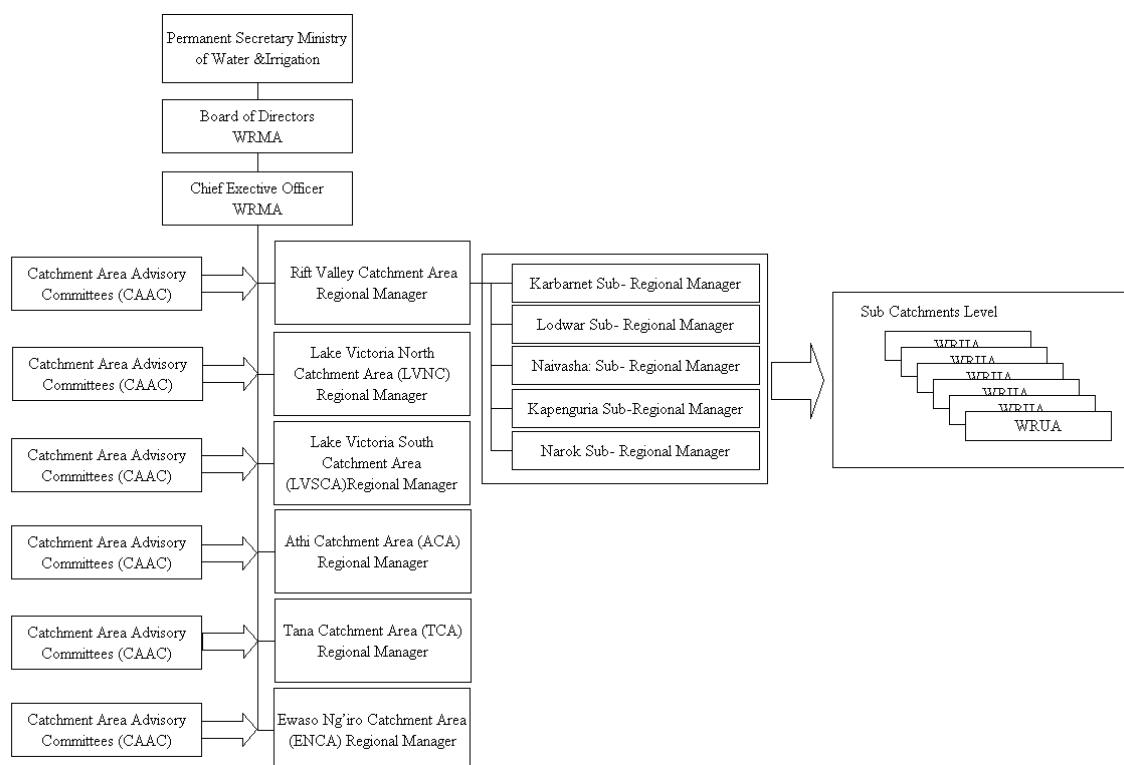 Permanent Secretary Ministry
of Water &Irrigation
Board of Directors
WRMA
Chief Exective Officer
WRMA
Catchment Area Advisory
Committees (CAAC)
Rift Valley Catchment Area
Regional Manager
Karbarnet Sub- Regional Manager
Lodwar Sub- Regional Manager
Naivasha: Sub- Regional Manager
Kapenguria Sub-Regional Manager
Narok Sub- Regional Manager
Sub Catchments Level
WRUA
WRUA
WRUA
WRUA
WRUA
WRUA
Catchment Area Advisory
Committees (CAAC)
Lake Victoria North
Catchment Area (LVNC)
Regional Manager
Catchment Area Advisory
Committees (CAAC)
Lake Victoria South
Catchment Area
(LVSCA)Regional Manager
Catchment Area Advisory
Committees (CAAC)
Athi Catchment Area (ACA)
Regional Manager
Catchment Area Advisory
Committees (CAAC)
Tana Catchment Area (TCA)
Regional Manager
Catchment Area Advisory
Committees (CAAC)
Ewaso Ng’iro Catchment Area
(ENCA) Regional Manager